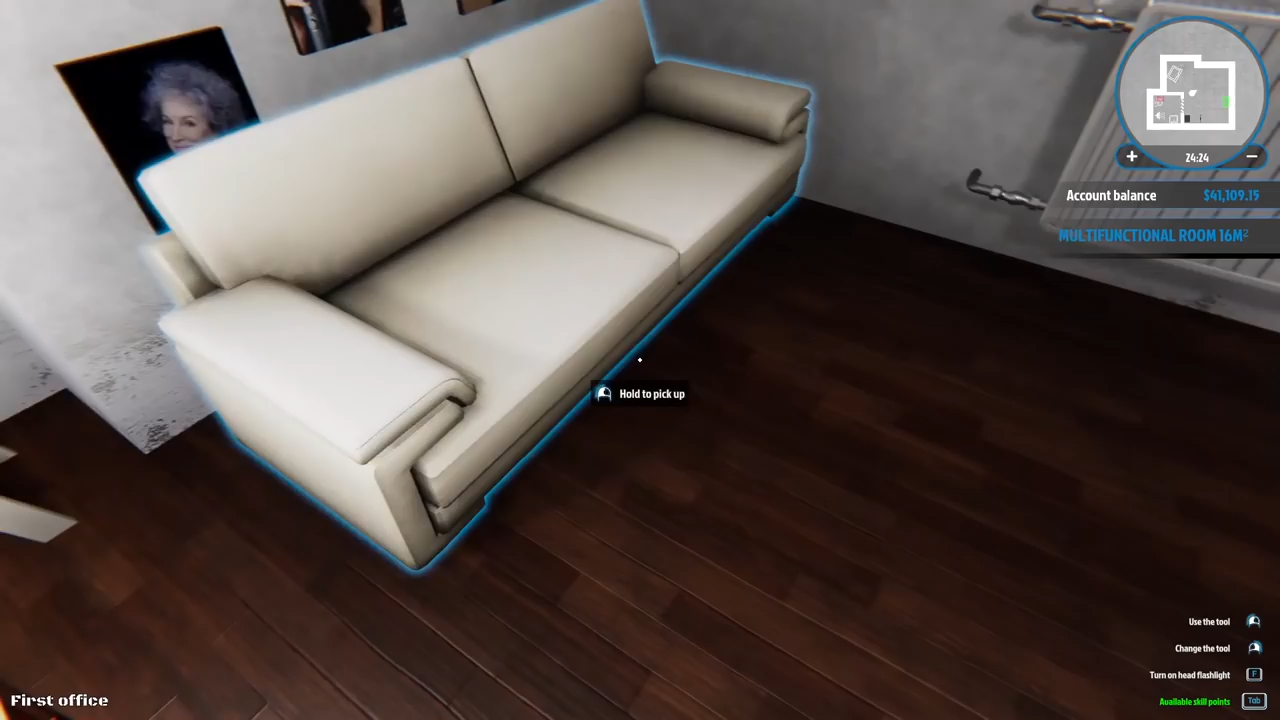 +
24:24
−
Account balance $41,109.15
MULTIFUNCTIONAL ROOM 16M²
Hold to pick up
Use the tool
Change the tool
Turn on head flashlight F
Available skill points Tab
First office